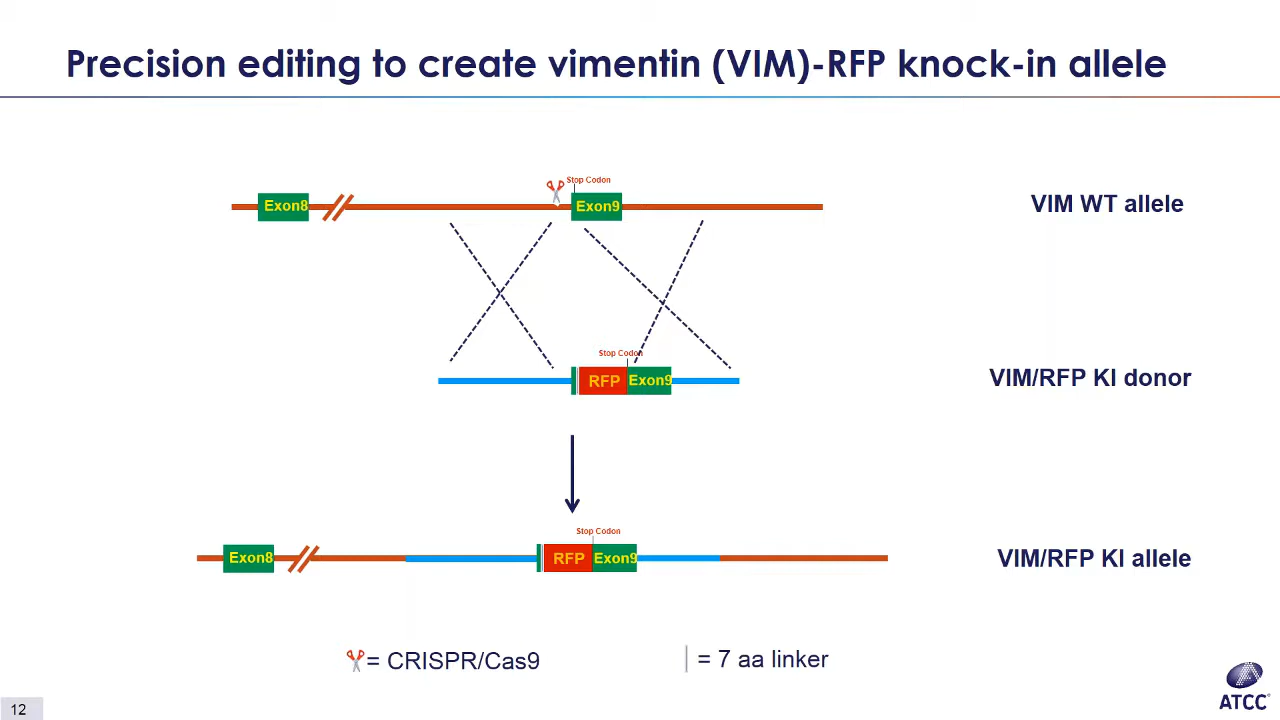 Precision editing to create vimentin (VIM)-RFP knock-in allele
Stop Codon
Exon8
Exon9
VIM WT allele
Stop Codon
RFP
Exon9
VIM/RFP KI donor
Stop Codon
Exon8
RFP
Exon9
VIM/RFP KI allele
= CRISPR/Cas9
= 7 aa linker
12
ATCC